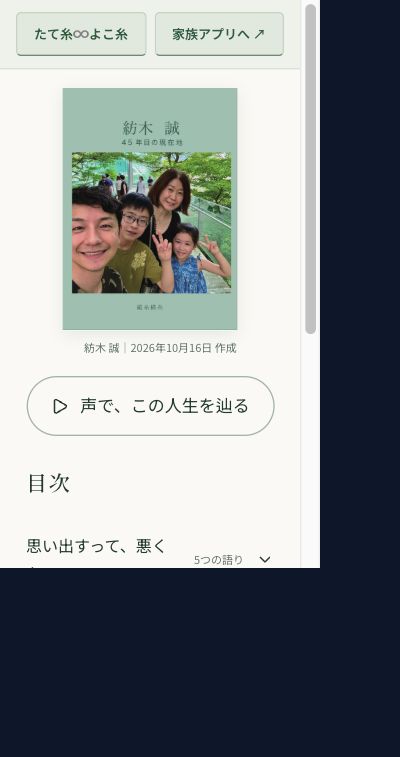 たて糸∞よこ糸
家族アプリへ ↗
紡木 誠
45年目の現在地
紡木 誠｜2026年10月16日 作成
声で、この人生を辿る
目次
思い出すって、悪く
5つの語り